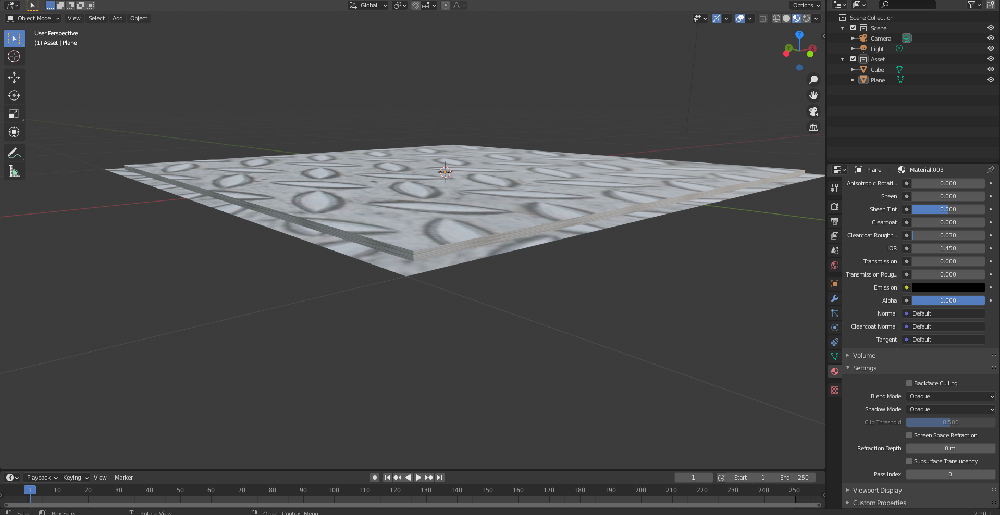 Global
Options
Object Mode
View
Select
Add
Object
User Perspective
(1) Asset | Plane
Z
Y
X
Scene Collection
Scene
Camera
Light
Asset
Cube
Plane
Plane
Material.003
Anisotropic Rotati... 0.000
Sheen 0.000
Sheen Tint 0.500
Clearcoat 0.000
Clearcoat Roughn... 0.030
IOR 1.450
Transmission 0.000
Transmission Roug... 0.000
Emission
Alpha 1.000
Normal Default
Clearcoat Normal Default
Tangent Default
Volume
Settings
Backface Culling
Blend Mode Opaque
Shadow Mode Opaque
Clip Threshold 0.500
Screen Space Refraction
Refraction Depth 0 m
Subsurface Translucency
Pass Index 0
Viewport Display
Custom Properties
Playback
Keying
View
Marker
1
Start 1
End 250
1 10 20 30 40 50 60 70 80 90 100 110 120 130 140 150 160 170 180 190 200 210 220 230 240 250
Select
Box Select
Rotate View
Object Context Menu
2.90.1